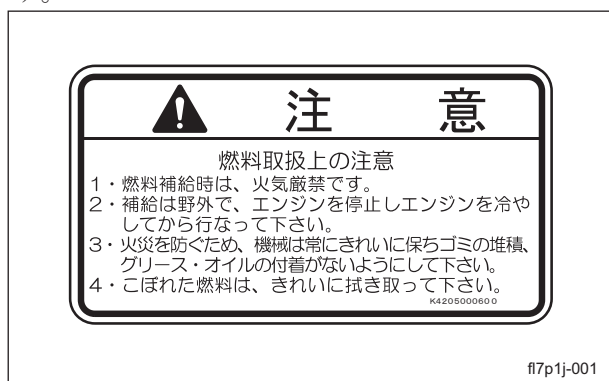 注 意
燃料取扱上の注意
1・燃料補給時は、火気厳禁です。
2・補給は野外で、エンジンを停止しエンジンを冷や
してから行なって下さい。
3・火災を防ぐため、機械は常にきれいに保ちゴミの堆積、
グリース・オイルの付着がないようにして下さい。
4・こぼれた燃料は、きれいに拭き取って下さい。
K4205000600
fl7p1j-001